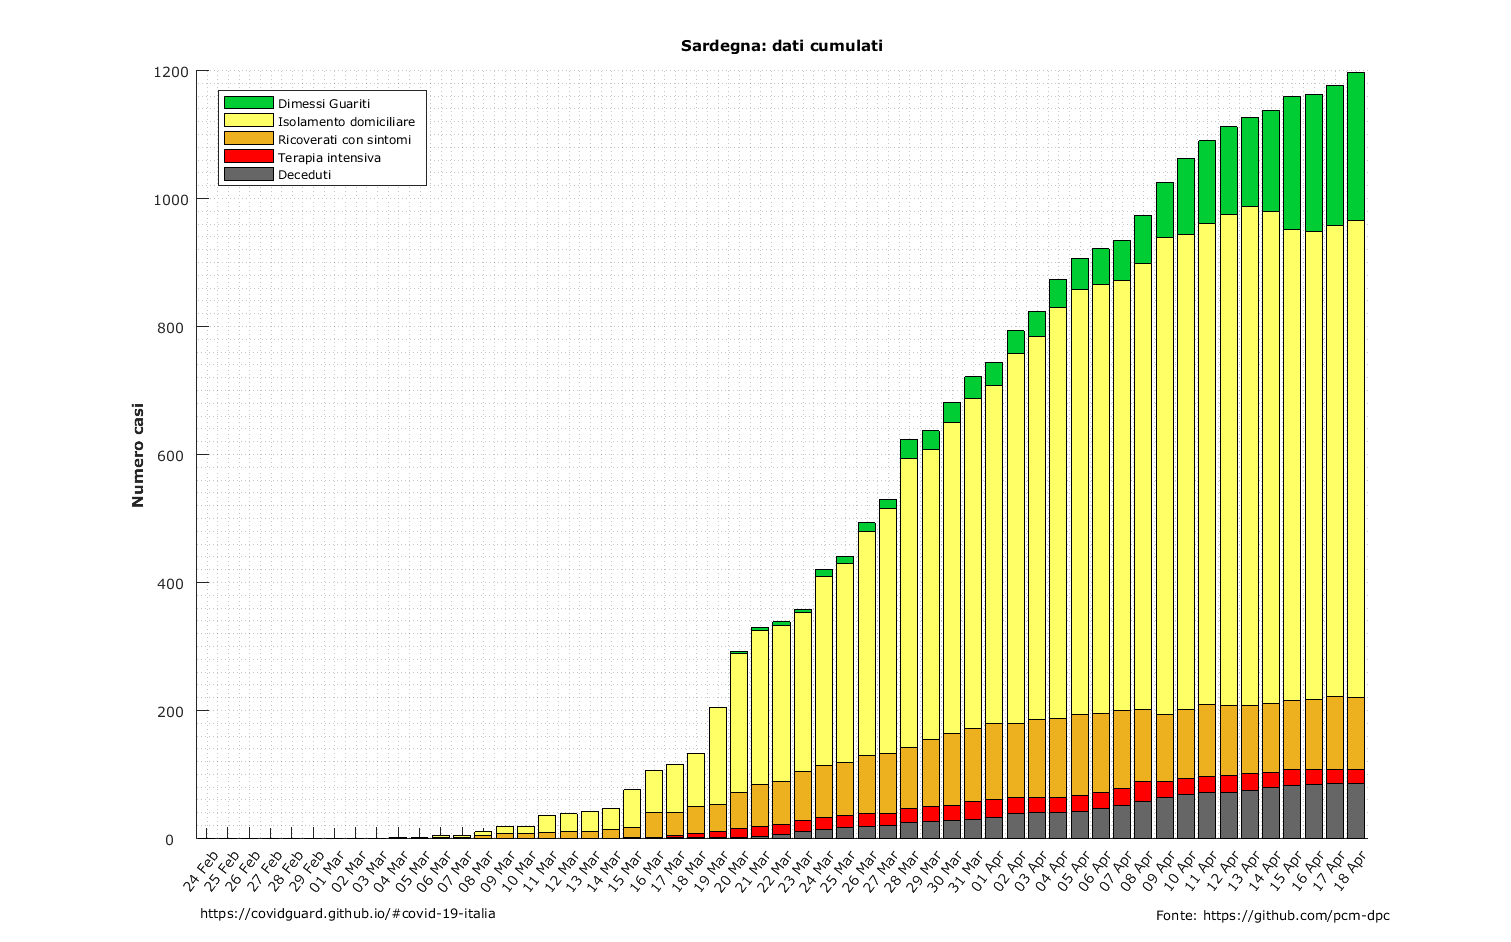 Sardegna: dati cumulati
1200
1000
800
600
400
200
0
Numero casi
Dimessi Guariti
Isolamento domiciliare
Ricoverati con sintomi
Terapia intensiva
Deceduti
24 Feb
25 Feb
26 Feb
27 Feb
28 Feb
29 Feb
01 Mar
02 Mar
03 Mar
04 Mar
05 Mar
06 Mar
07 Mar
08 Mar
09 Mar
10 Mar
11 Mar
12 Mar
13 Mar
14 Mar
15 Mar
16 Mar
17 Mar
18 Mar
19 Mar
20 Mar
21 Mar
22 Mar
23 Mar
24 Mar
25 Mar
26 Mar
27 Mar
28 Mar
29 Mar
30 Mar
31 Mar
01 Apr
02 Apr
03 Apr
04 Apr
05 Apr
06 Apr
07 Apr
08 Apr
09 Apr
10 Apr
11 Apr
12 Apr
13 Apr
14 Apr
15 Apr
16 Apr
17 Apr
18 Apr
https://covidguard.github.io/#covid-19-italia
Fonte: https://github.com/pcm-dpc